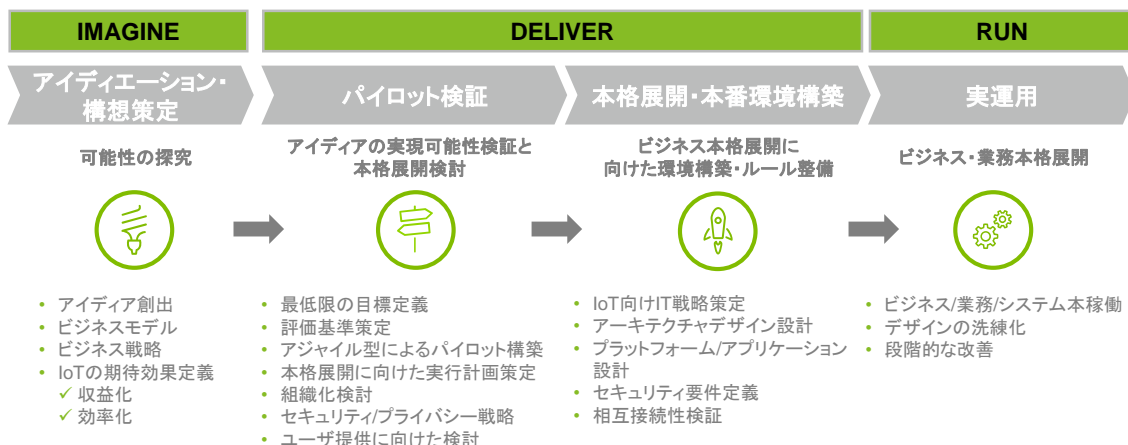 IMAGINE
DELIVER
RUN
アイディエーション・
構想策定
パイロット検証
本格展開・本番環境構築
実運用
可能性の探究
アイディアの実現可能性検証と
本格展開検討
ビジネス本格展開に
向けた環境構築・ルール整備
ビジネス・業務本格展開
• アイディア創出
• ビジネスモデル
• ビジネス戦略
• IoTの期待効果定義
✓ 収益化
✓ 効率化
• 最低限の目標定義
• 評価基準策定
• アジャイル型によるパイロット構築
• 本格展開に向けた実行計画策定
• 組織化検討
• セキュリティ/プライバシー戦略
• ユーザ提供に向けた検討
• IoT向けIT戦略策定
• アーキテクチャデザイン設計
• プラットフォーム/アプリケーション
設計
• セキュリティ要件定義
• 相互接続性検証
• ビジネス/業務/システム本稼働
• デザインの洗練化
• 段階的な改善